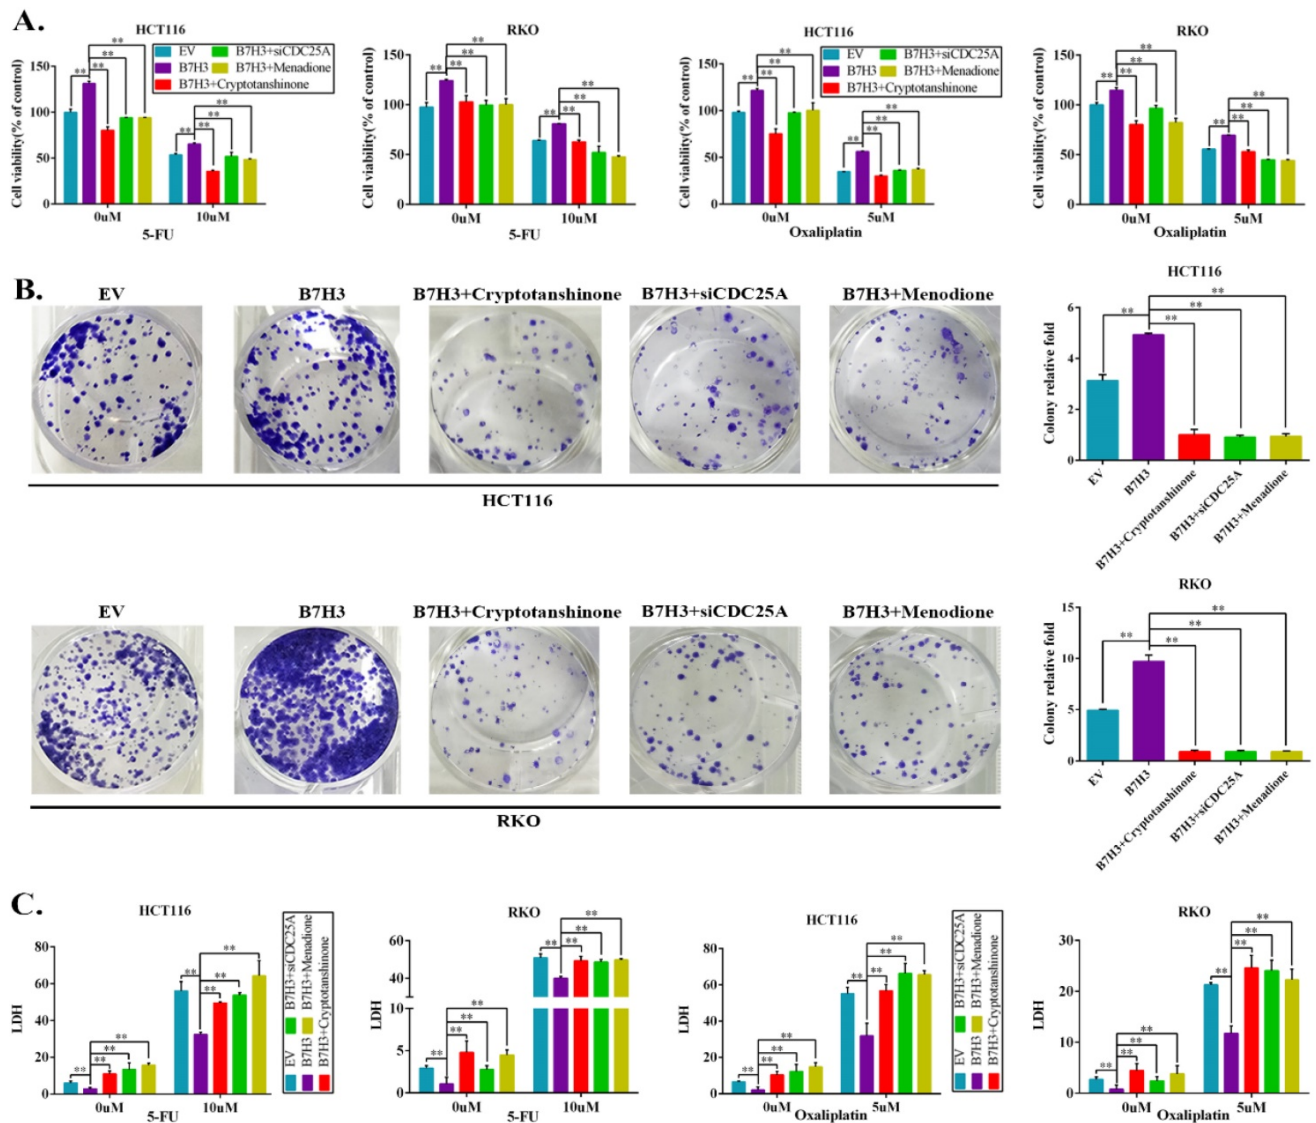 A.
HCT116
EV
B7H3+siCDC25A
B7H3
B7H3+Menadione
B7H3+Cryptotanshinone
Cell viability(% of control)
150
100
50
0
**
**
**
**
**
**
0uM
10uM
5-FU
RKO
Cell viability(% of control)
150
100
50
0
**
**
**
**
**
**
**
**
0uM
10uM
5-FU
HCT116
EV
B7H3+siCDC25A
B7H3
B7H3+Menadione
B7H3+Cryptotanshinone
Cell viability(% of control)
150
100
50
0
**
**
**
**
**
**
**
**
0uM
5uM
Oxaliplatin
RKO
Cell viability(% of control)
150
100
50
0
**
**
**
**
**
**
**
**
0uM
5uM
Oxaliplatin
B.
EV
B7H3
B7H3+Cryptotanshinone
B7H3+siCDC25A
B7H3+Menodione
HCT116
HCT116
Colony relative fold
6
4
2
0
**
**
**
**
EV
B7H3
B7H3+Cryptotanshinone
B7H3+siCDC25A
B7H3+Menadione
EV
B7H3
B7H3+Cryptotanshinone
B7H3+siCDC25A
B7H3+Menodione
RKO
RKO
Colony relative fold
15
10
5
0
**
**
**
**
EV
B7H3
B7H3+Cryptotanshinone
B7H3+siCDC25A
B7H3+Menadione
C.
HCT116
LDH
80
60
40
20
0
**
**
**
**
**
**
**
**
0uM
10uM
5-FU
B7H3+siCDC25A
B7H3+Menadione
EV
B7H3
B7H3+Cryptotanshinone
RKO
LDH
60
40
10
5
0
**
**
**
**
**
**
**
**
0uM
10uM
5-FU
HCT116
LDH
80
60
40
20
0
**
**
**
**
**
**
**
**
0uM
5uM
Oxaliplatin
B7H3+siCDC25A
B7H3+Menadione
EV
B7H3
B7H3+Cryptotanshinone
RKO
LDH
30
20
10
0
**
**
**
**
**
**
**
**
0uM
5uM
Oxaliplatin